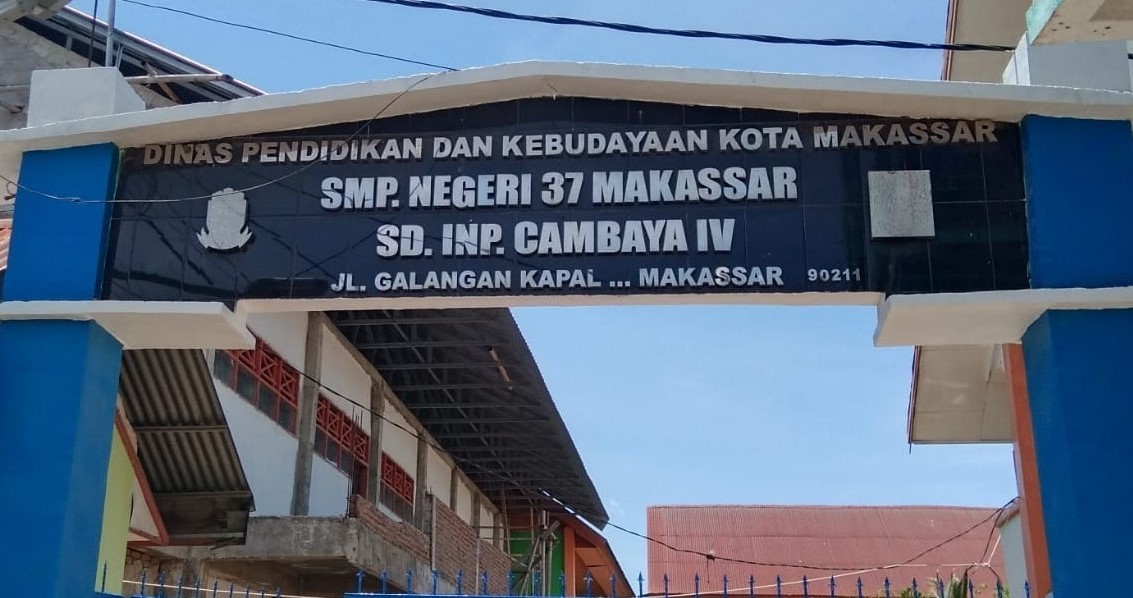 DINAS PENDIDIKAN DAN KEBUDAYAAN KOTA MAKASSAR
SMP. NEGERI 37 MAKASSAR
SD. INP. CAMBAYA IV
JL. GALANGAN KAPAL ... MAKASSAR 90211